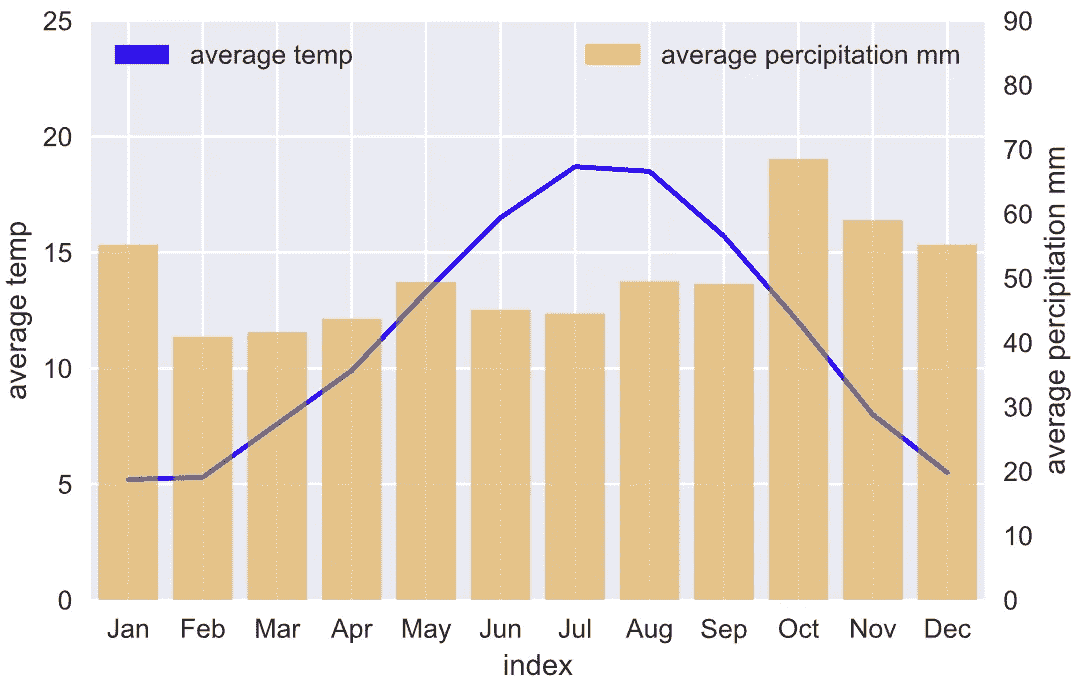 average temp
average percipitation mm
25
20
15
10
5
0
average temp
90
80
70
60
50
40
30
20
10
0
average percipitation mm
Jan Feb Mar Apr May Jun Jul Aug Sep Oct Nov Dec
index